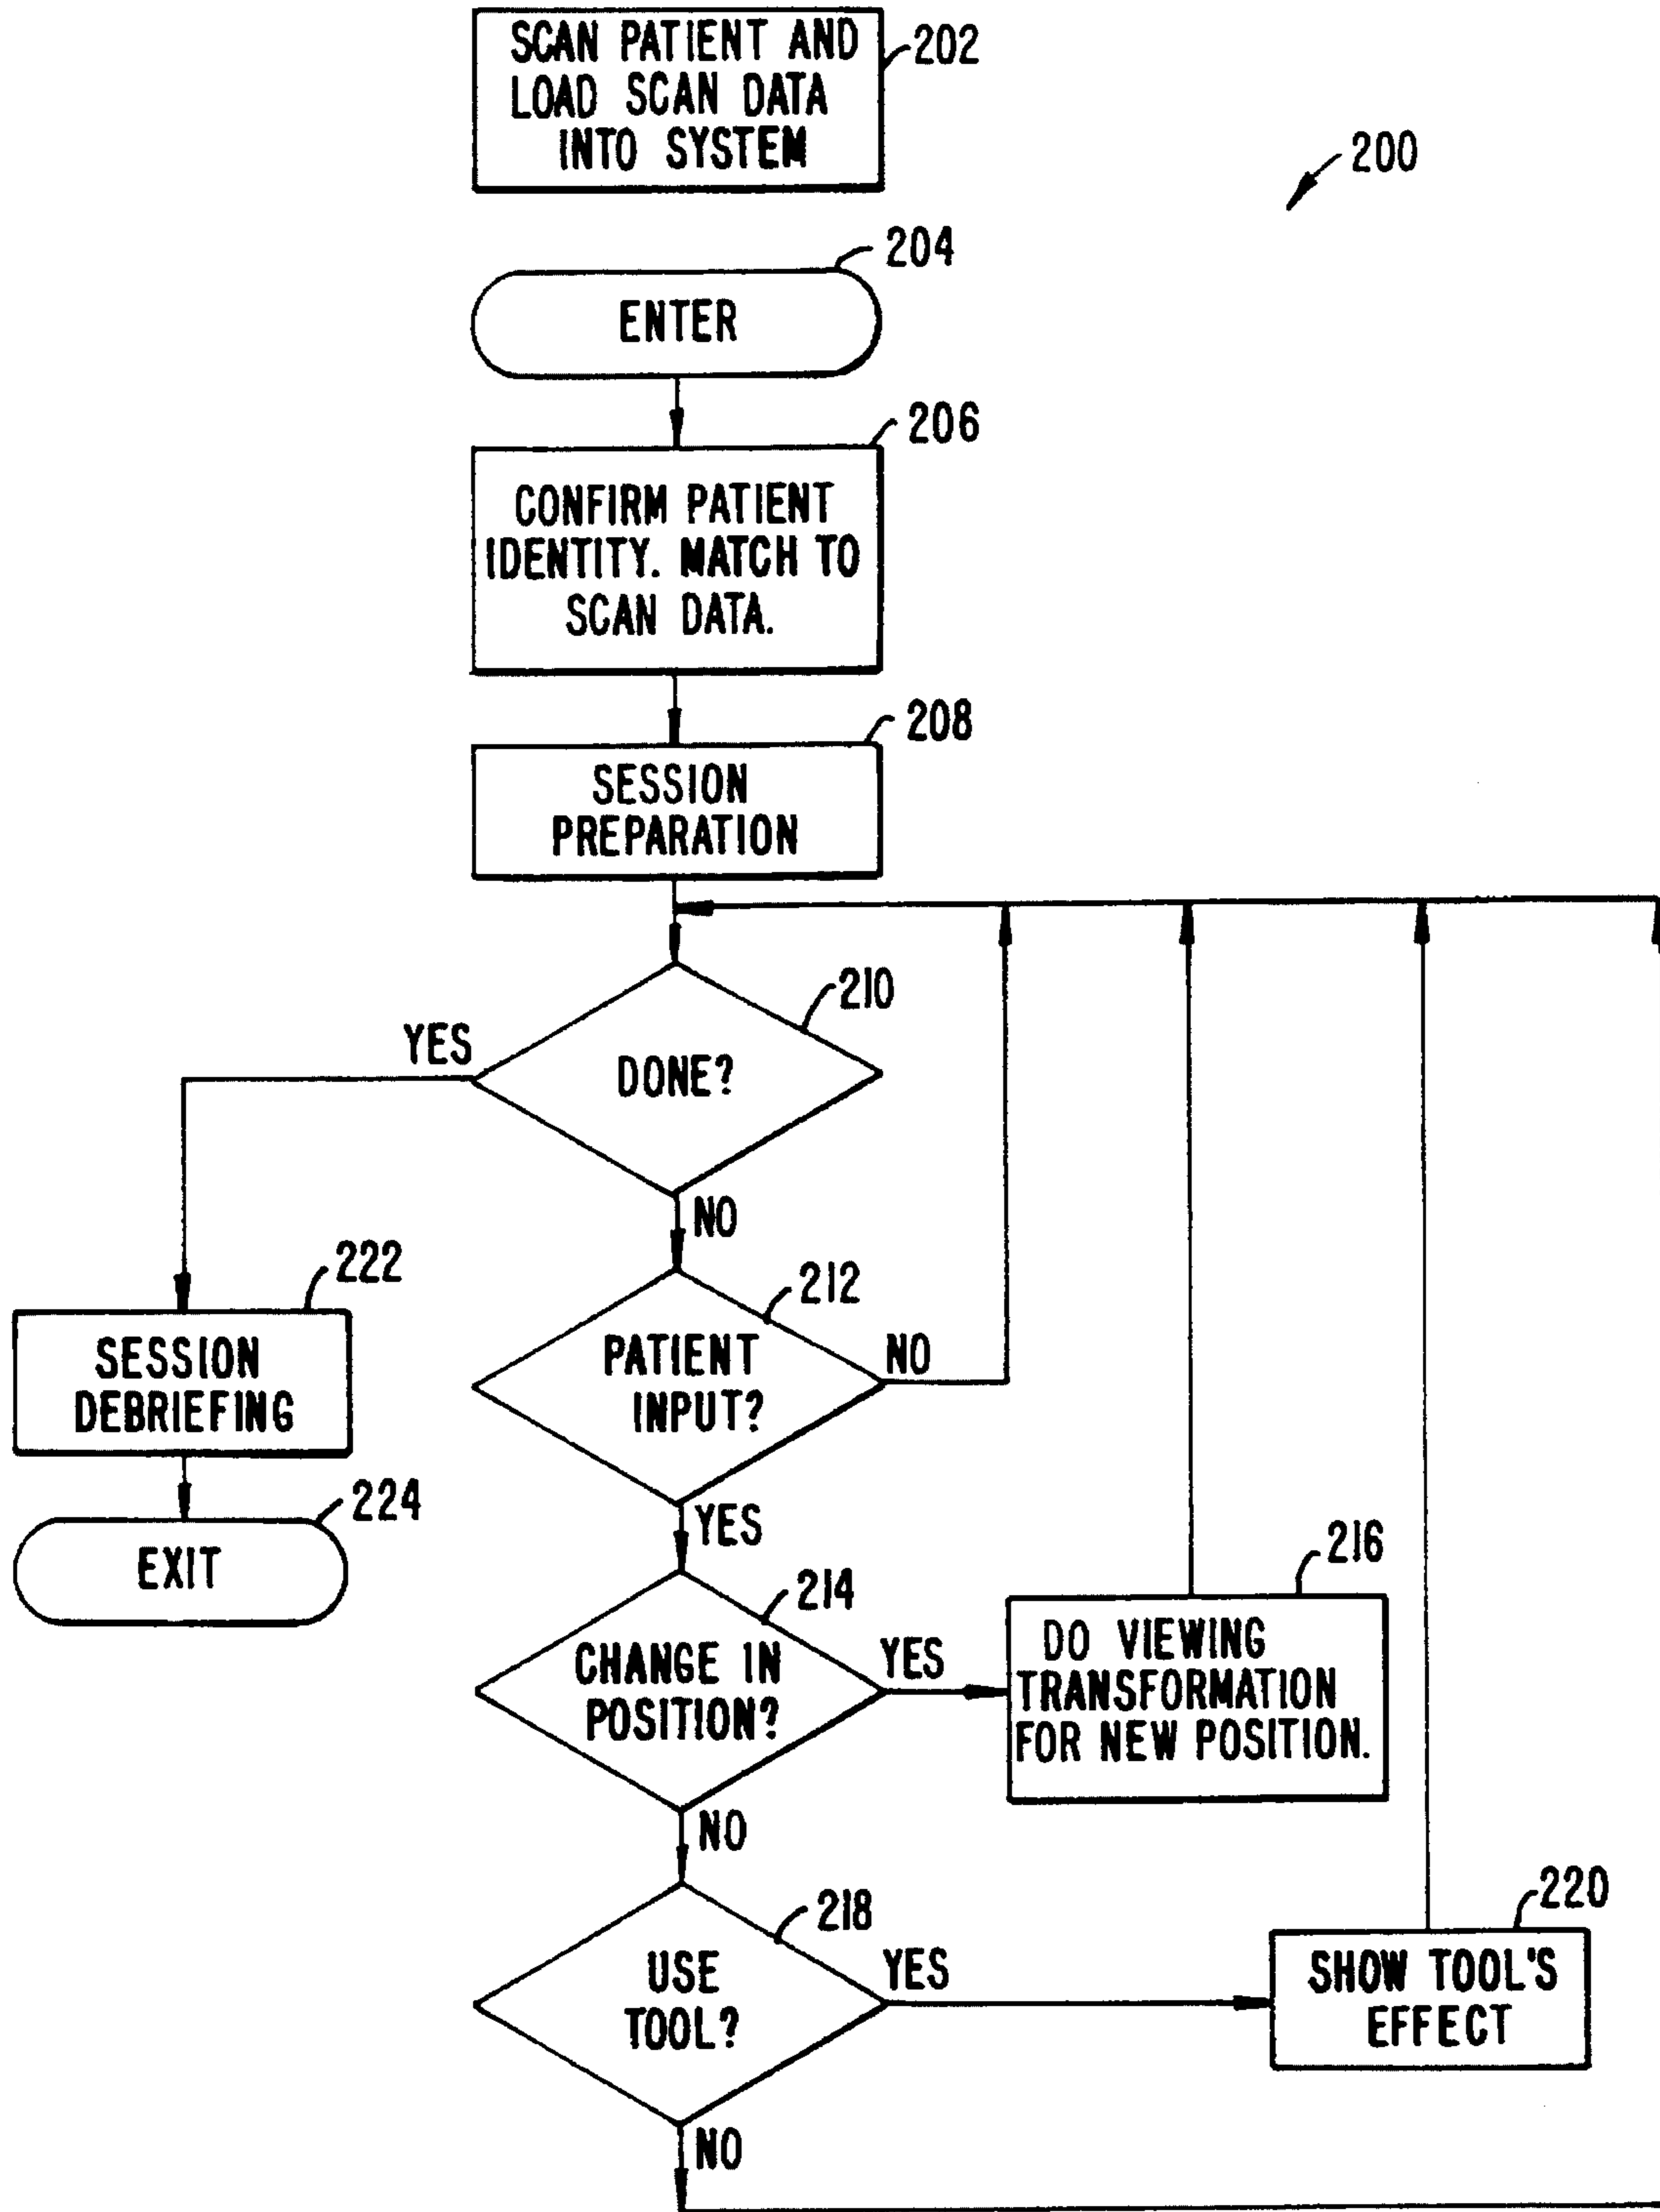 SCAN PATIENT AND
LOAD SCAN DATA
INTO SYSTEM
202
200
204
ENTER
206
CONFIRM PATIENT
IDENTITY. MATCH TO
SCAN DATA.
208
SESSION
PREPARATION
210
YES
DONE?
NO
222
212
SESSION
DEBRIEFING
PATIENT
INPUT?
NO
224
YES
EXIT
214
216
CHANGE IN
POSITION?
YES
DO VIEWING
TRANSFORMATION
FOR NEW POSITION.
NO
218
220
USE
TOOL?
YES
SHOW TOOL'S
EFFECT
NO